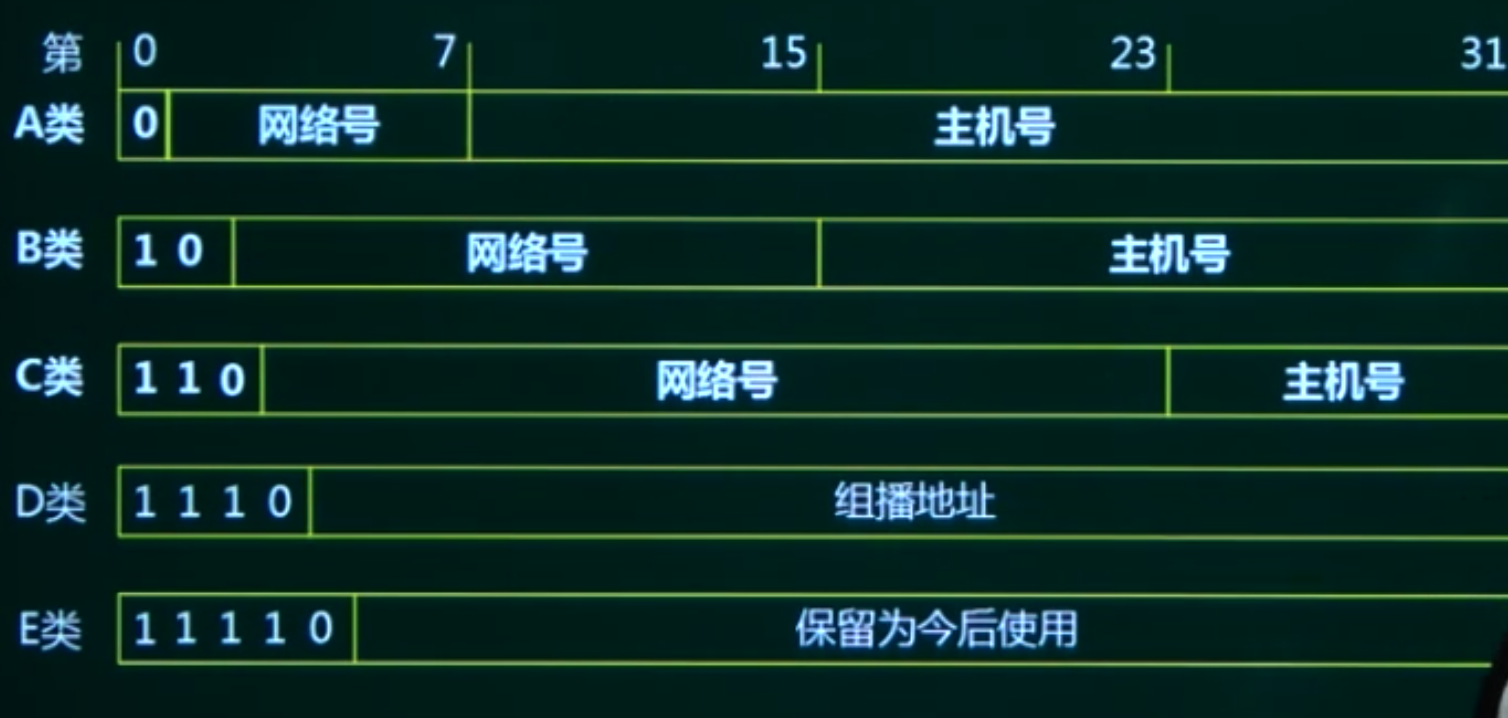 第 0 7 15 23 31
A类 0 网络号 主机号
B类 1 0 网络号 主机号
C类 1 1 0 网络号 主机号
D类 1 1 1 0 组播地址
E类 1 1 1 1 0 保留为今后使用